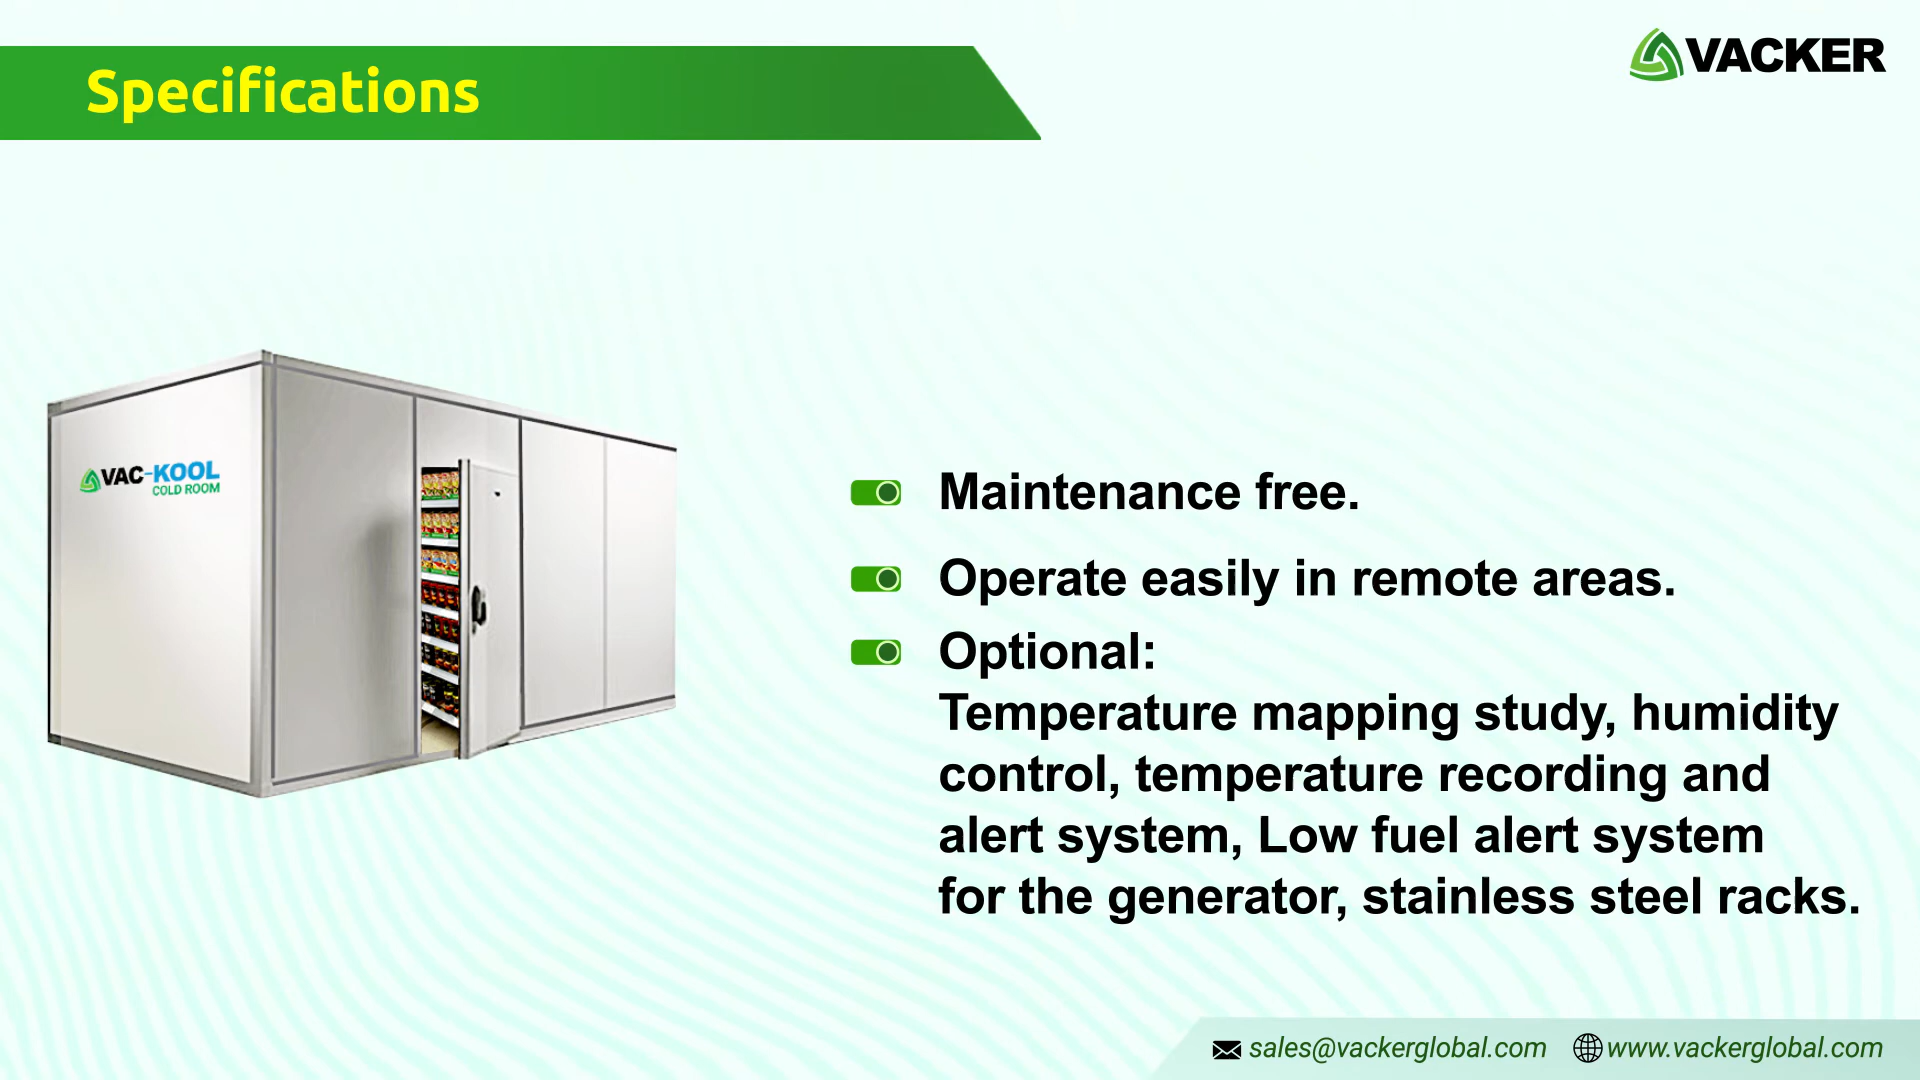 Specifications
VACKER
VAC-KOOL
COLD ROOM
Maintenance free.
Operate easily in remote areas.
Optional:
Temperature mapping study, humidity
control, temperature recording and
alert system, Low fuel alert system
for the generator, stainless steel racks.
sales@vackerglobal.com www.vackerglobal.com